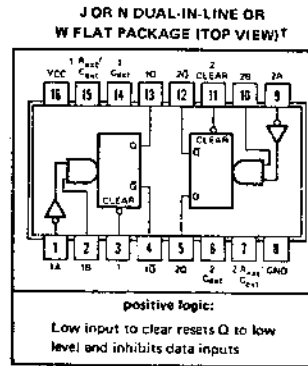 J OR N DUAL-IN-LINE OR
W FLAT PACKAGE (TOP VIEW)†
VCC 1 Rext/Cext 1 Cext 1Q 2Q̅ 2 CLEAR 2B 2A
16 15 14 13 12 11 10 9
Q Q̅
CLEAR
CLEAR
Q̅ Q
1 2 3 4 5 6 7 8
1A 1B 1 1Q̅ 2Q 2 Cext 2 Rext/Cext GND
positive logic:
Low input to clear resets Q to low
level and inhibits data inputs